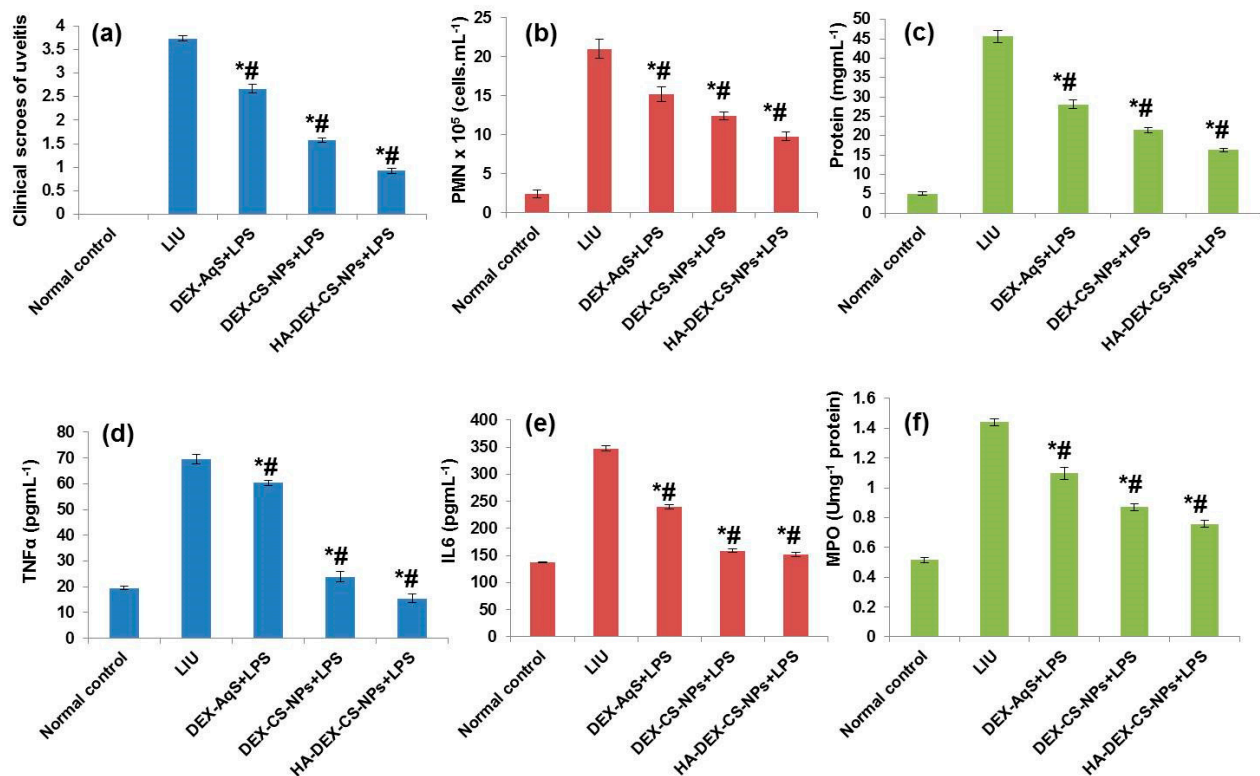 (a)
Clinical scroes of uveitis
4
3.5
3
2.5
2
1.5
1
0.5
0
*#
*#
*#
Normal control
LIU
DEX-AqS+LPS
DEX-CS-NPs+LPS
HA-DEX-CS-NPs+LPS
(b)
PMN x 10⁵ (cells.mL⁻¹)
25
20
15
10
5
0
*#
*#
*#
Normal control
LIU
DEX-AqS+LPS
DEX-CS-NPs+LPS
HA-DEX-CS-NPs+LPS
(c)
Protein (mgmL⁻¹)
50
45
40
35
30
25
20
15
10
5
0
*#
*#
*#
Normal control
LIU
DEX-AqS+LPS
DEX-CS-NPs+LPS
HA-DEX-CS-NPs+LPS
(d)
TNFα (pgmL⁻¹)
80
70
60
50
40
30
20
10
0
*#
*#
*#
Normal control
LIU
DEX-AqS+LPS
DEX-CS-NPs+LPS
HA-DEX-CS-NPs+LPS
(e)
IL6 (pgmL⁻¹)
400
350
300
250
200
150
100
50
0
*#
*#
*#
Normal control
LIU
DEX-AqS+LPS
DEX-CS-NPs+LPS
HA-DEX-CS-NPs+LPS
(f)
MPO (Umg⁻¹ protein)
1.6
1.4
1.2
1
0.8
0.6
0.4
0.2
0
*#
*#
*#
Normal control
LIU
DEX-AqS+LPS
DEX-CS-NPs+LPS
HA-DEX-CS-NPs+LPS